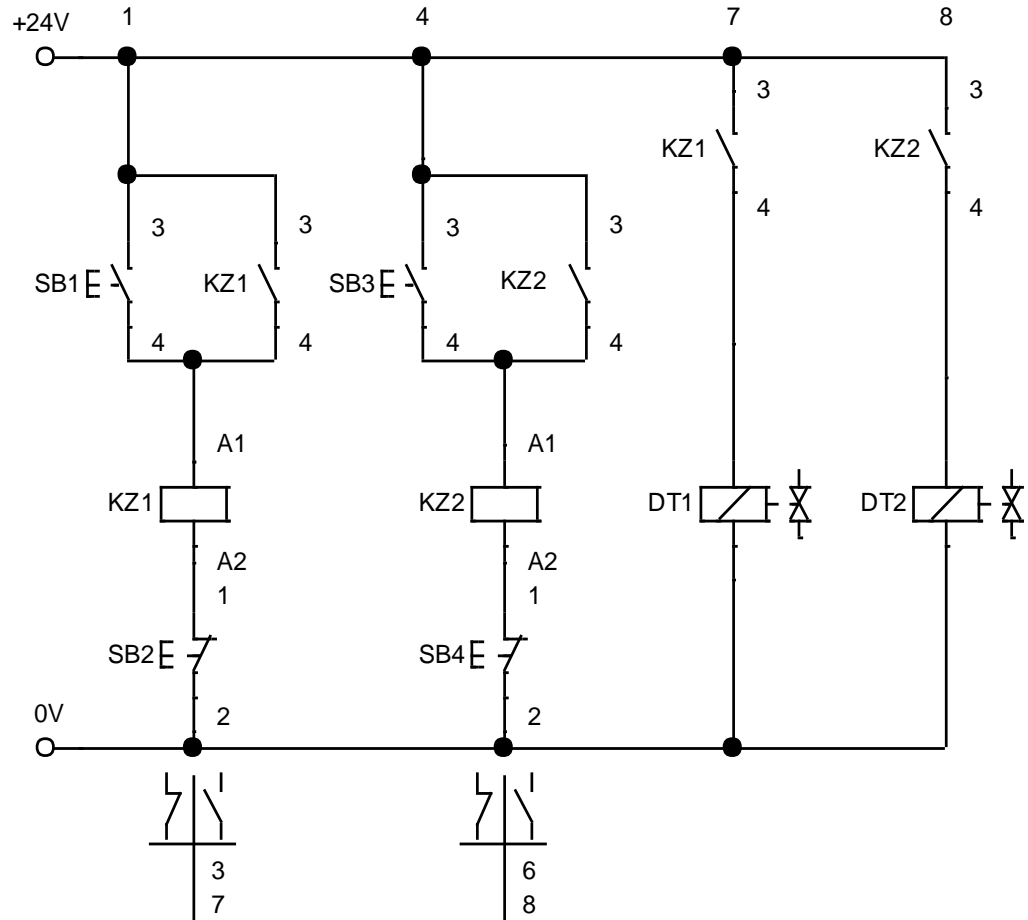 1 4 7 8
+24V
3 3
KZ1 KZ2
4 4
3 3 3 3
SB1 KZ1 SB3 KZ2
4 4 4 4
A1 A1
KZ1 KZ2 DT1 DT2
A2 A2
1 1
SB2 SB4
0V 2 2
3 6
7 8